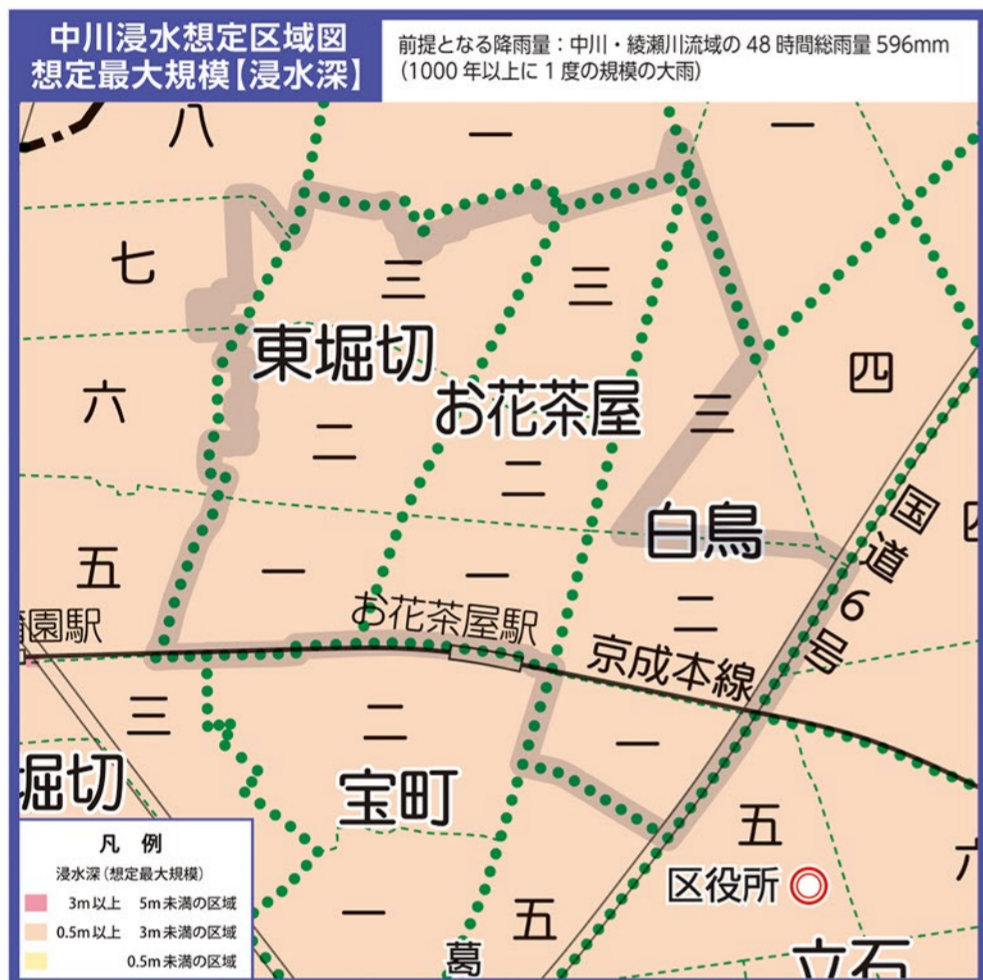 中川浸水想定区域図
想定最大規模【浸水深】
前提となる降雨量：中川・綾瀬川流域の48時間総雨量596mm
（1000年以上に1度の規模の大雨）
八
一
一
七
三
三
東堀切
お花茶屋
四
六
二
三
二
白鳥
国道6号
五
一
一
お花茶屋駅
園駅
二
京成本線
三
二
一
堀切
宝町
五
区役所
一
五
葛
立石
凡 例
浸水深（想定最大規模）
3m以上 5m未満の区域
0.5m以上 3m未満の区域
0.5m未満の区域